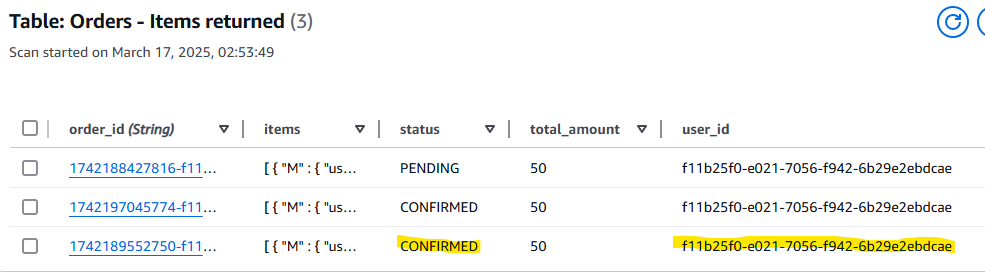 Table: Orders - Items returned (3)
Scan started on March 17, 2025, 02:53:49
order_id (String) items status total_amount user_id
1742188427816-f11... [ { "M" : { "us... PENDING 50 f11b25f0-e021-7056-f942-6b29e2ebdcae
1742197045774-f11... [ { "M" : { "us... CONFIRMED 50 f11b25f0-e021-7056-f942-6b29e2ebdcae
1742189552750-f11... [ { "M" : { "us... CONFIRMED 50 f11b25f0-e021-7056-f942-6b29e2ebdcae